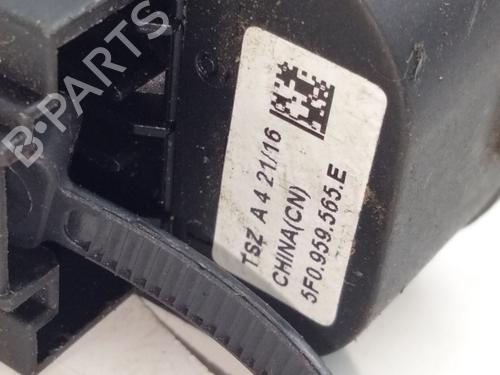 B·PARTS
TSZ A 4 21/16
CHINA(CN)
5F0.959.565.E